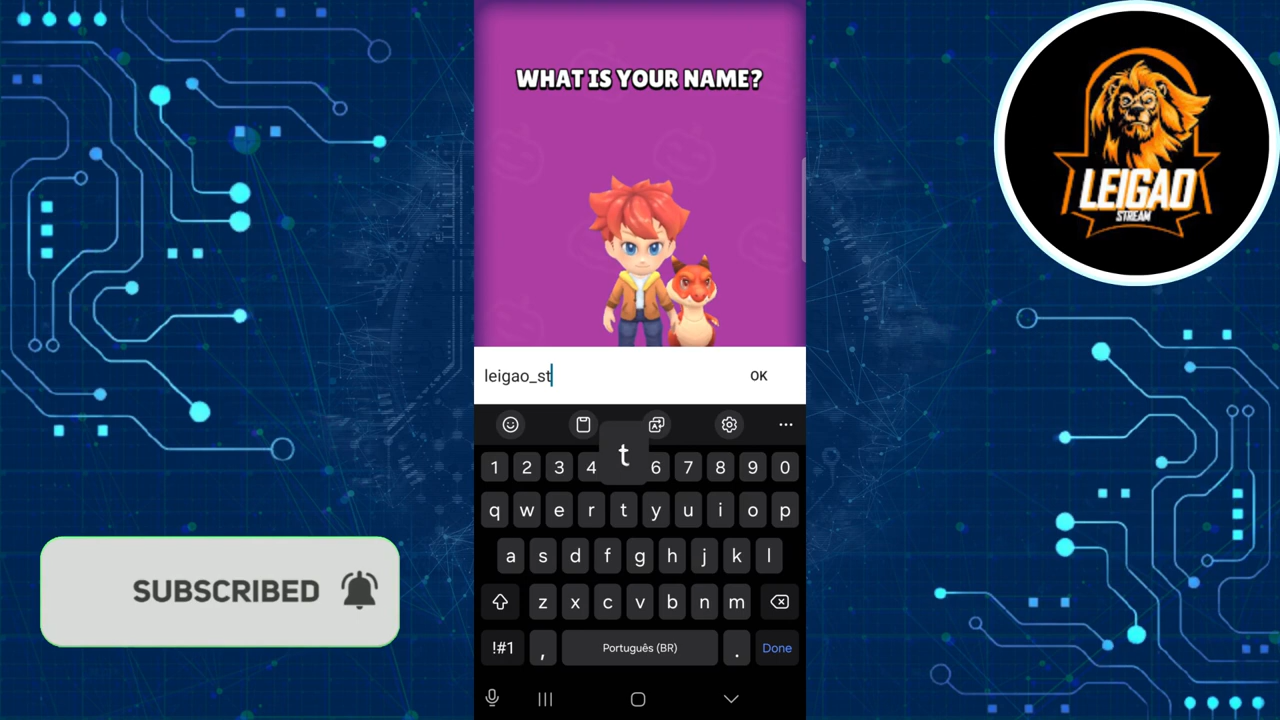 WHAT IS YOUR NAME?
LEIGAO
STREAM
leigao_st
OK
t
1 2 3 4 6 7 8 9 0
q w e r t y u i o p
a s d f g h j k l
z x c v b n m
!#1 , Português (BR) . Done
SUBSCRIBED